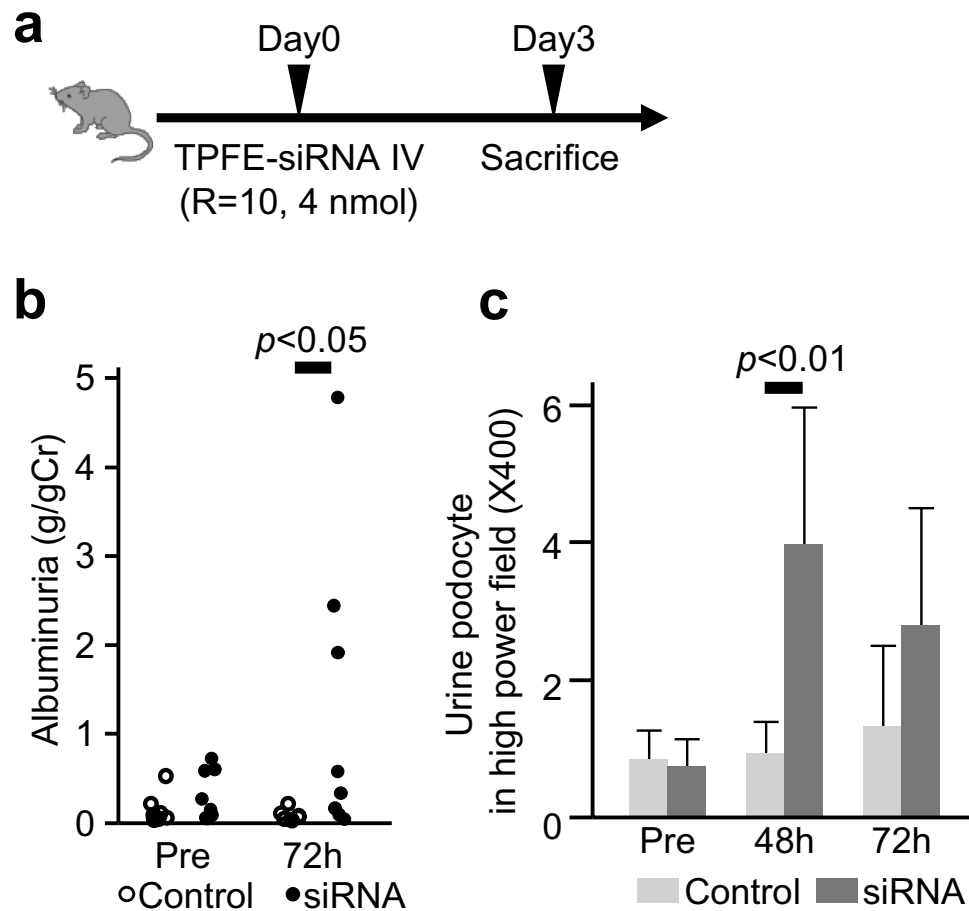 a
Day0 Day3
TPFE-siRNA IV Sacrifice
(R=10, 4 nmol)
b
p<0.05
Albuminuria (g/gCr)
5
4
3
2
1
0
Pre 72h
Control siRNA
c
p<0.01
Urine podocyte
in high power field (X400)
6
4
2
0
Pre 48h 72h
Control siRNA